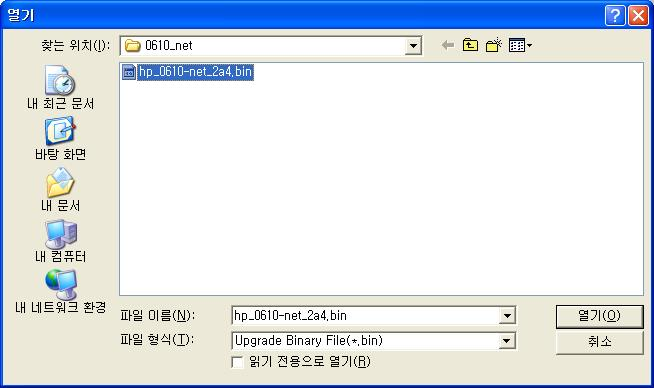 열기
찾는 위치(I):
0610_net
hp_0610-net_2a4.bin
내 최근 문서
바탕 화면
내 문서
내 컴퓨터
내 네트워크 환경
파일 이름(N):
hp_0610-net_2a4.bin
열기(O)
파일 형식(T):
Upgrade Binary File(*.bin)
취소
읽기 전용으로 열기(R)